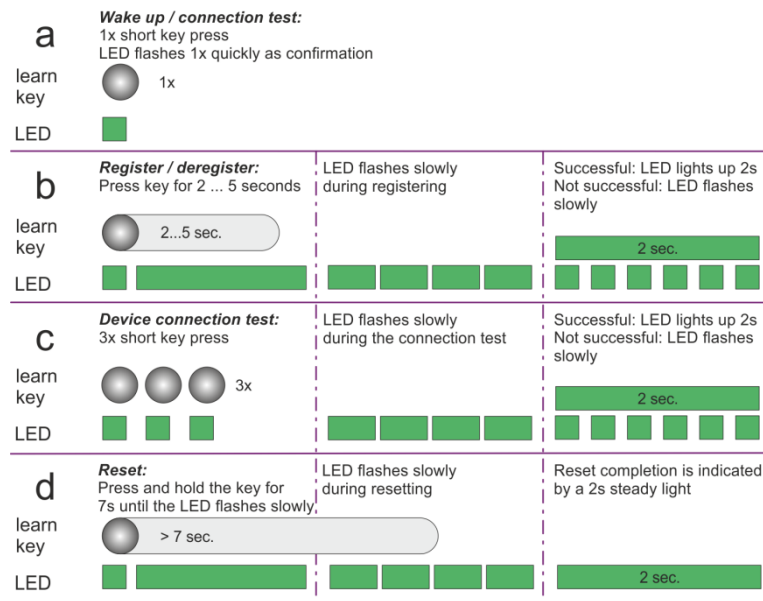 a
Wake up / connection test:
1x short key press
LED flashes 1x quickly as confirmation
learn
key
1x
LED
b
Register / deregister:
Press key for 2 ... 5 seconds
LED flashes slowly
during registering
Successful: LED lights up 2s
Not successful: LED flashes
slowly
learn
key
2...5 sec.
2 sec.
LED
c
Device connection test:
3x short key press
LED flashes slowly
during the connection test
Successful: LED lights up 2s
Not successful: LED flashes
slowly
learn
key
3x
2 sec.
LED
d
Reset:
Press and hold the key for
7s until the LED flashes slowly
LED flashes slowly
during resetting
Reset completion is indicated
by a 2s steady light
learn
key
> 7 sec.
LED
2 sec.